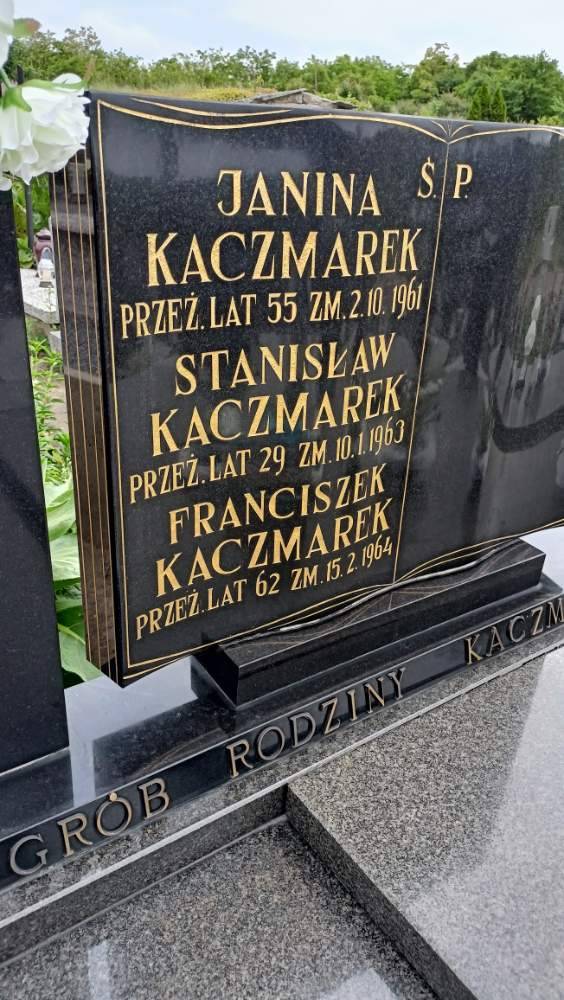 Ś. P.
JANINA
KACZMAREK
PRZEŻ. LAT 55 ZM. 2. 10. 1961
STANISŁAW
KACZMAREK
PRZEŻ. LAT 29 ZM. 10. 1. 1963
FRANCISZEK
KACZMAREK
PRZEŻ. LAT 62 ZM. 15. 2. 1964
GRÓB RODZINY KACZM